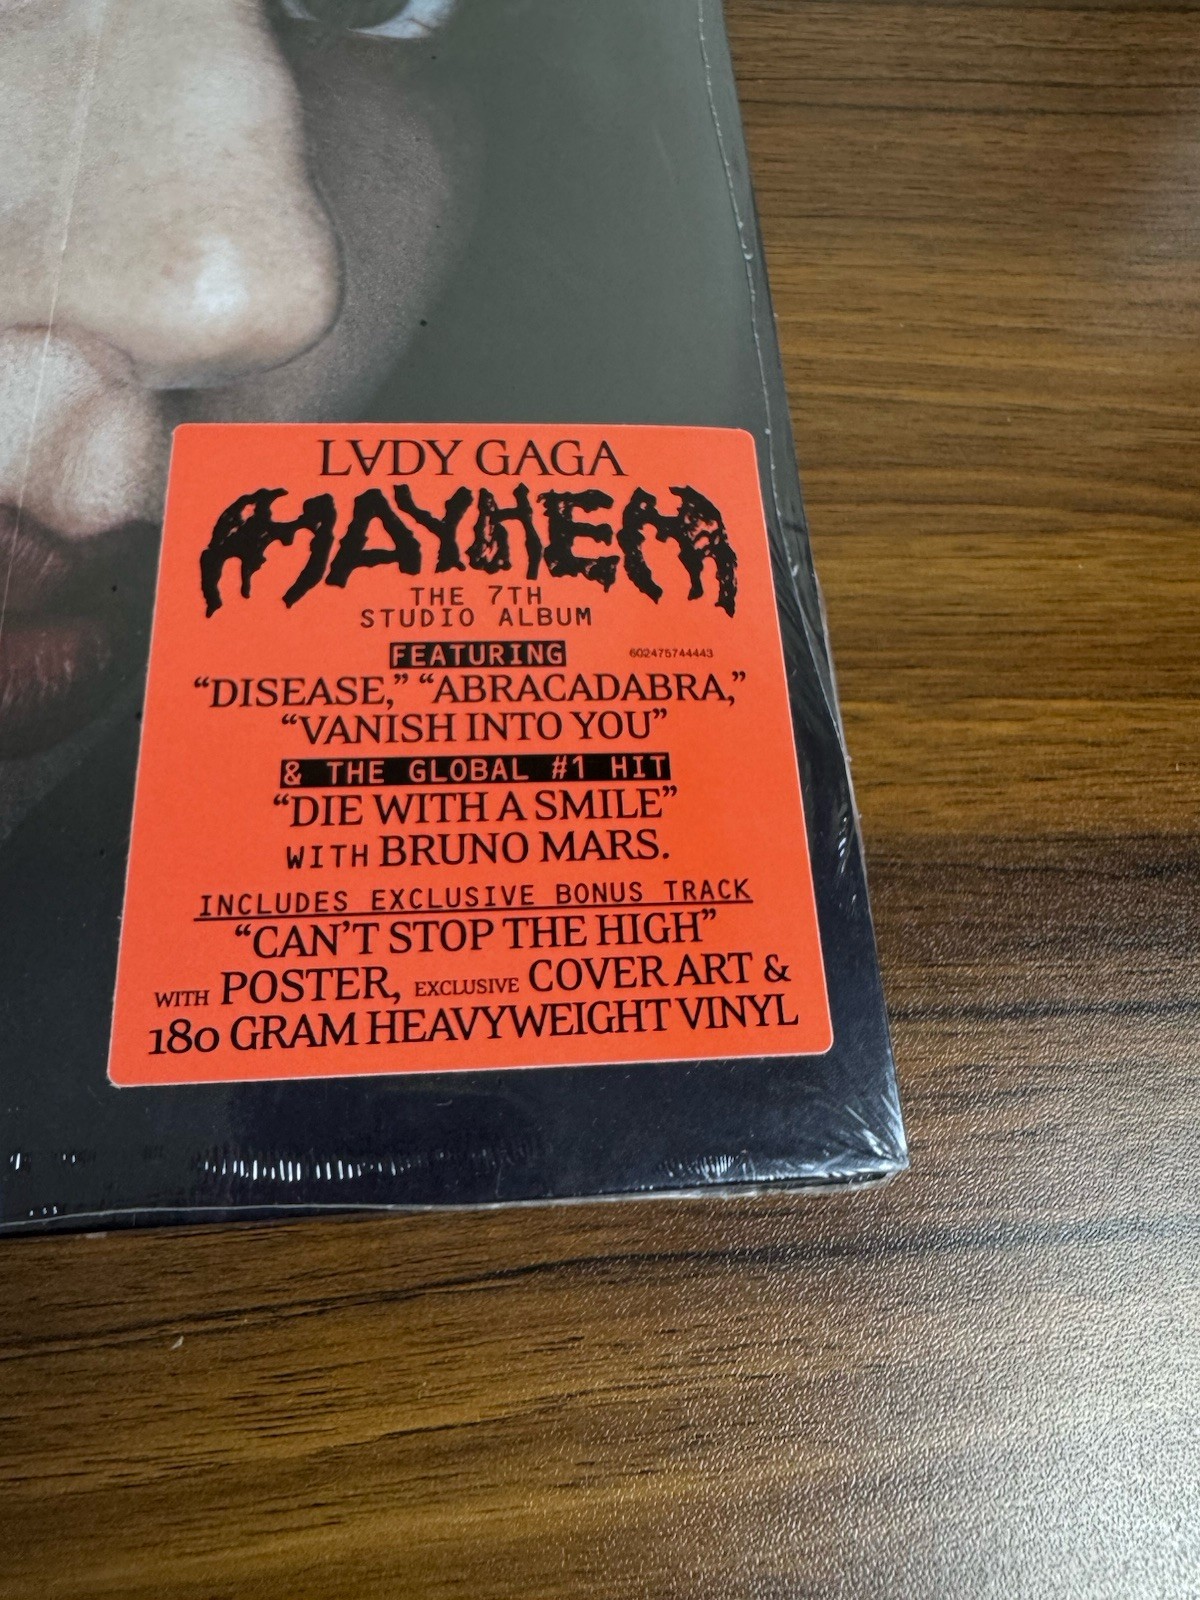 L∀DY GAGA
MAYHEM
THE 7TH
STUDIO ALBUM
FEATURING
602475744443
“DISEASE,” “ABRACADABRA,”
“VANISH INTO YOU”
& THE GLOBAL #1 HIT
“DIE WITH A SMILE”
WITH BRUNO MARS.
INCLUDES EXCLUSIVE BONUS TRACK
“CAN’T STOP THE HIGH”
WITH POSTER, EXCLUSIVE COVER ART &
180 GRAM HEAVYWEIGHT VINYL